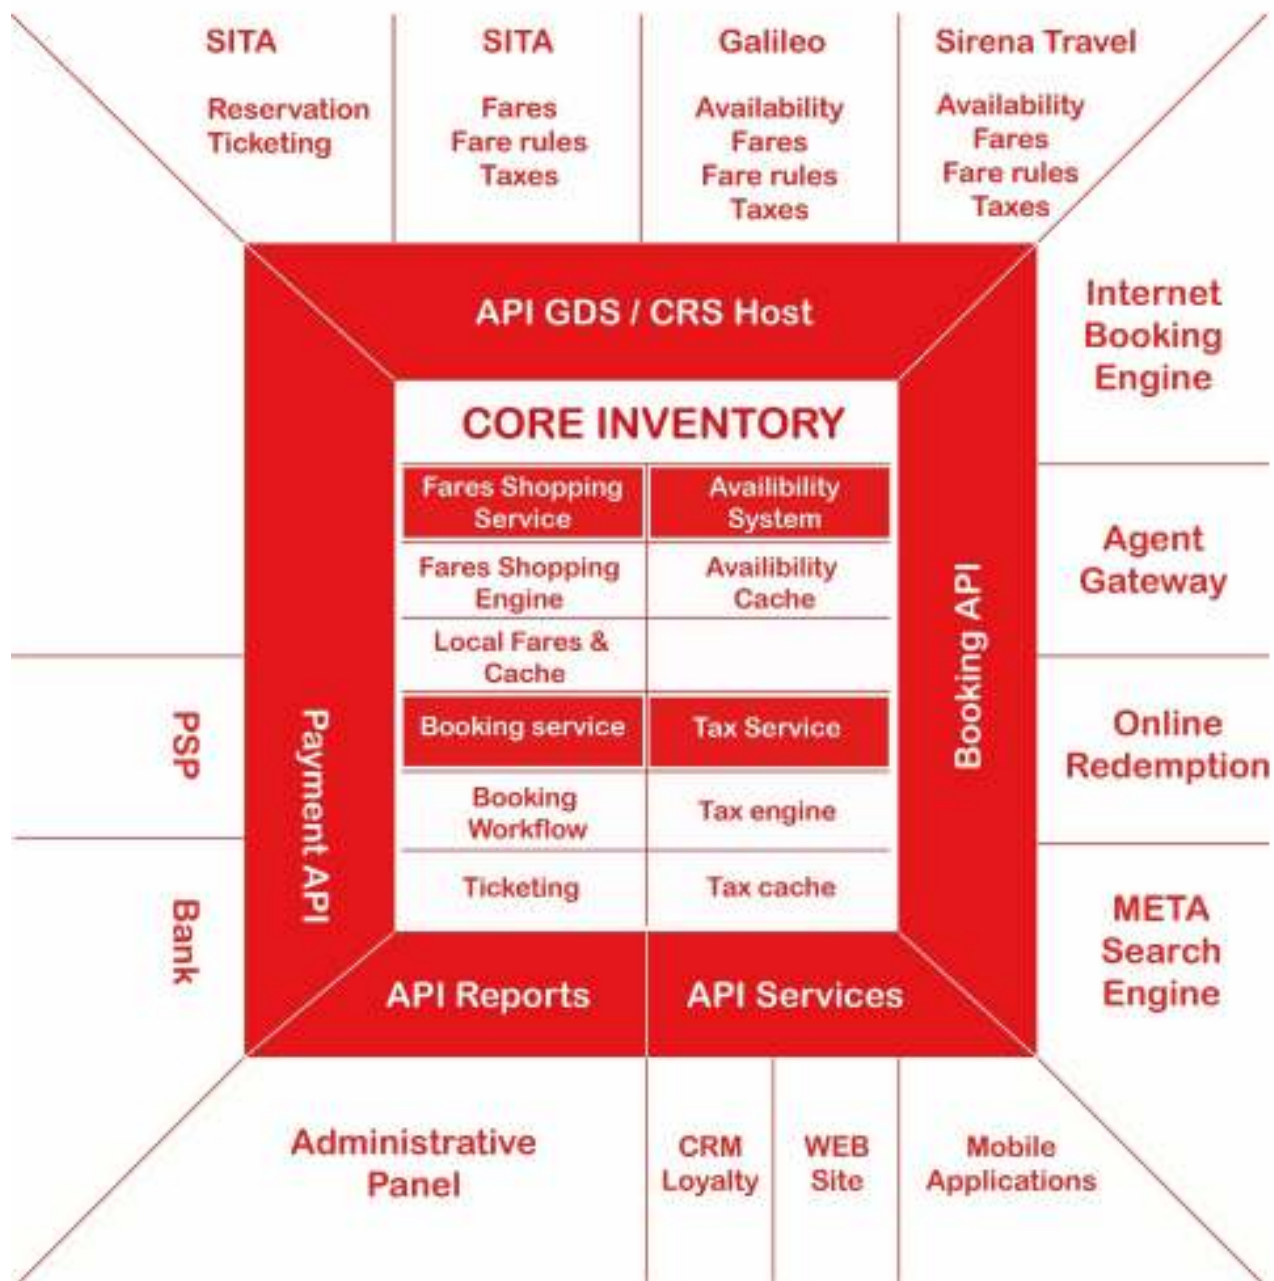 SITA
Reservation
Ticketing
SITA
Fares
Fare rules
Taxes
Galileo
Availability
Fares
Fare rules
Taxes
Sirena Travel
Availability
Fares
Fare rules
Taxes
API GDS / CRS Host
CORE INVENTORY
Fares Shopping
Service
Availibility
System
Fares Shopping
Engine
Availibility
Cache
Local Fares &
Cache
Booking service
Tax Service
Booking
Workflow
Tax engine
Ticketing
Tax cache
Payment API
PSP
Bank
Booking API
Internet
Booking
Engine
Agent
Gateway
Online
Redemption
META
Search
Engine
API Reports
API Services
Administrative
Panel
CRM
Loyalty
WEB
Site
Mobile
Applications